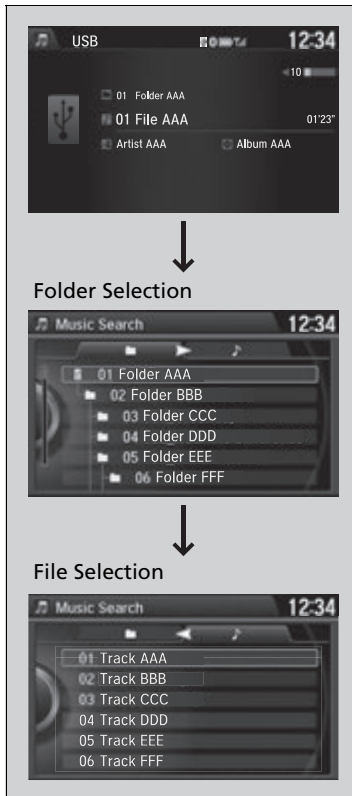 USB 12:34
10
01 Folder AAA
01 File AAA 01'23"
Artist AAA Album AAA
Folder Selection
Music Search 12:34
01 Folder AAA
02 Folder BBB
03 Folder CCC
04 Folder DDD
05 Folder EEE
06 Folder FFF
File Selection
Music Search 12:34
01 Track AAA
02 Track BBB
03 Track CCC
04 Track DDD
05 Track EEE
06 Track FFF